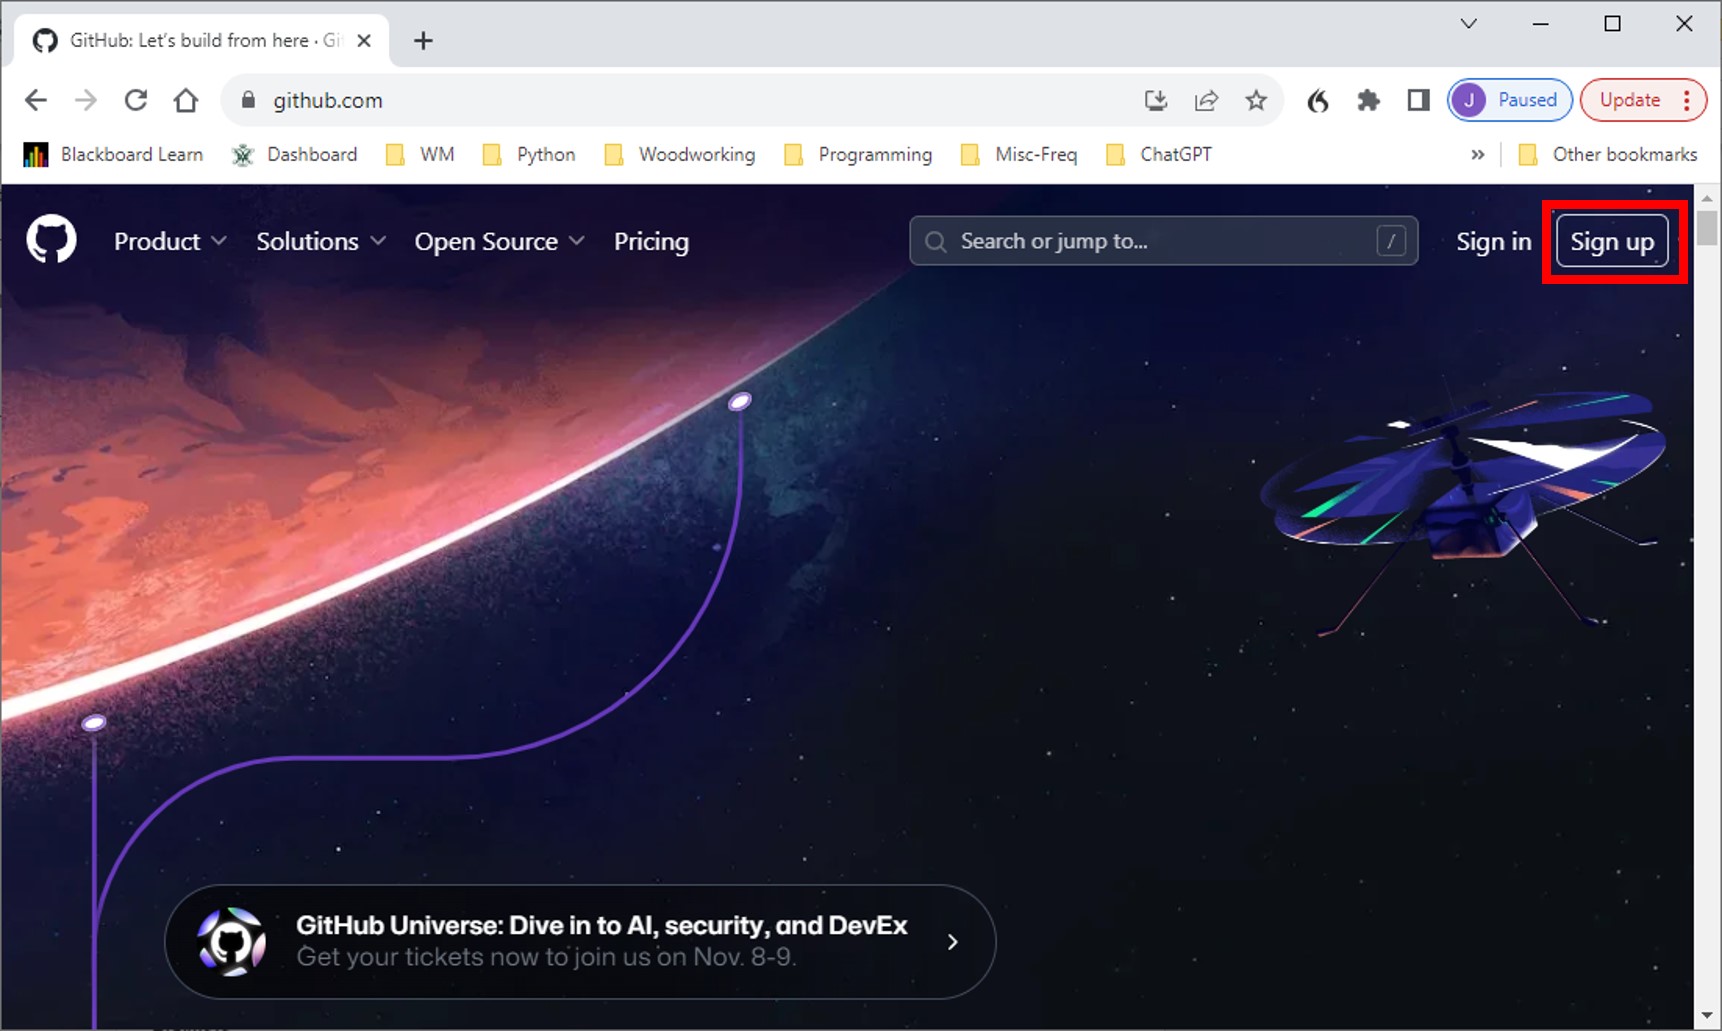 GitHub: Let's build from here · Gi
github.com
J
Paused
Update
Blackboard Learn
Dashboard
WM
Python
Woodworking
Programming
Misc-Freq
ChatGPT
»
Other bookmarks
Product
Solutions
Open Source
Pricing
Search or jump to...
/
Sign in
Sign up
GitHub Universe: Dive in to AI, security, and DevEx
Get your tickets now to join us on Nov. 8-9.